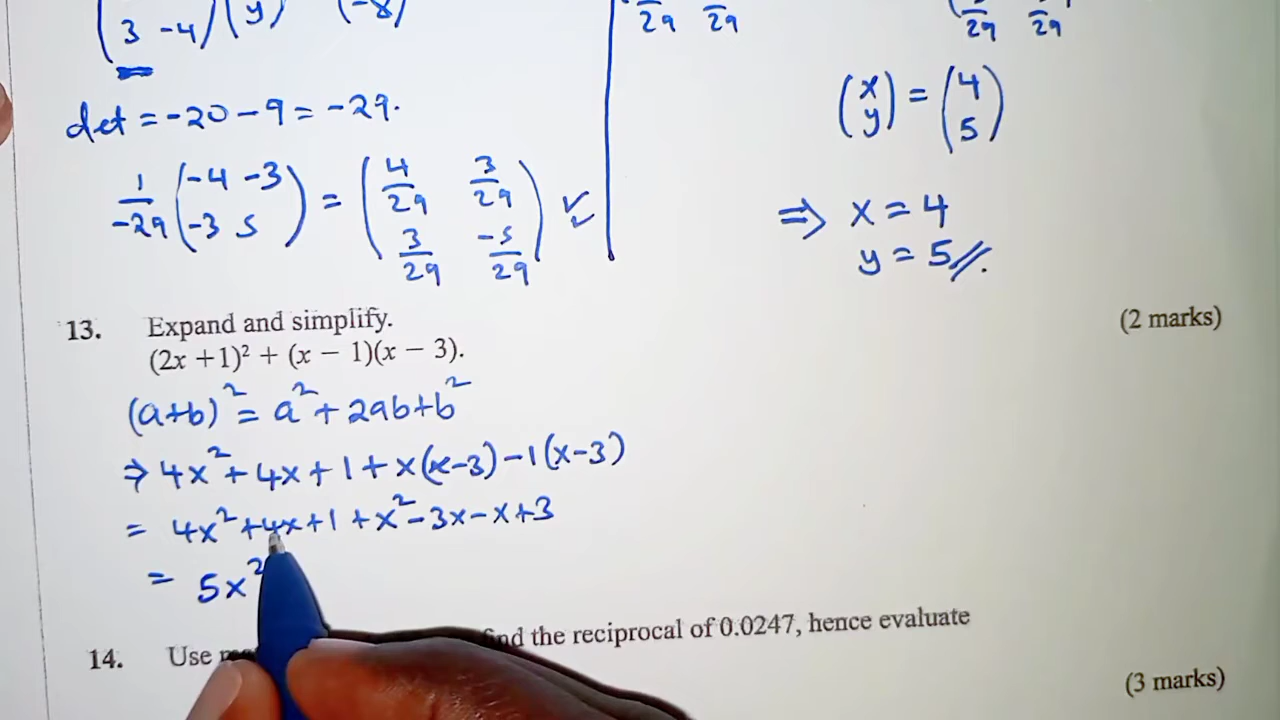 (3 -4)(y) (-8)
29 29
29 29
det = -20 - 9 = -29.
1/-29 (-4 -3 -3 5) = (4/29 3/29 3/29 -5/29)
(x y) = (4 5)
⇒ x = 4
y = 5
13. Expand and simplify. (2 marks)
(2x +1)² + (x − 1)(x − 3).
(a+b)² = a² + 2ab + b²
⇒ 4x² + 4x + 1 + x(x-3) - 1(x-3)
= 4x² + 4x + 1 + x² - 3x - x + 3
= 5x²
14. Use the reciprocal of 0.0247, hence evaluate
(3 marks)